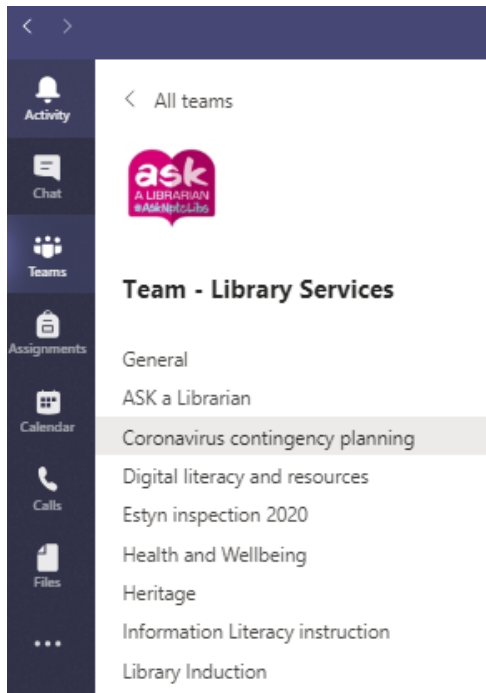 Activity
Chat
Teams
Assignments
Calendar
Calls
Files
All teams
ask
A LIBRARIAN
#AskNptcLibs
Team - Library Services
General
ASK a Librarian
Coronavirus contingency planning
Digital literacy and resources
Estyn inspection 2020
Health and Wellbeing
Heritage
Information Literacy instruction
Library Induction